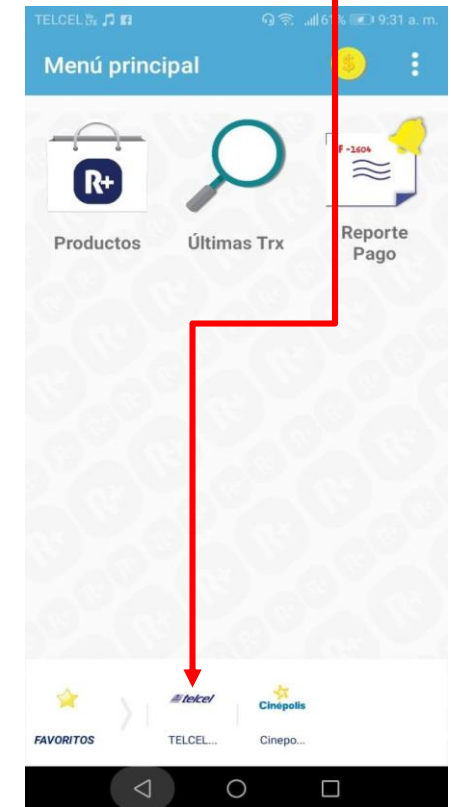 TELCEL 9:31 a. m.
Menú principal
R+
F -1604
Productos
Últimas Trx
Reporte
Pago
telcel
Cinépolis
FAVORITOS
TELCEL...
Cinepo...